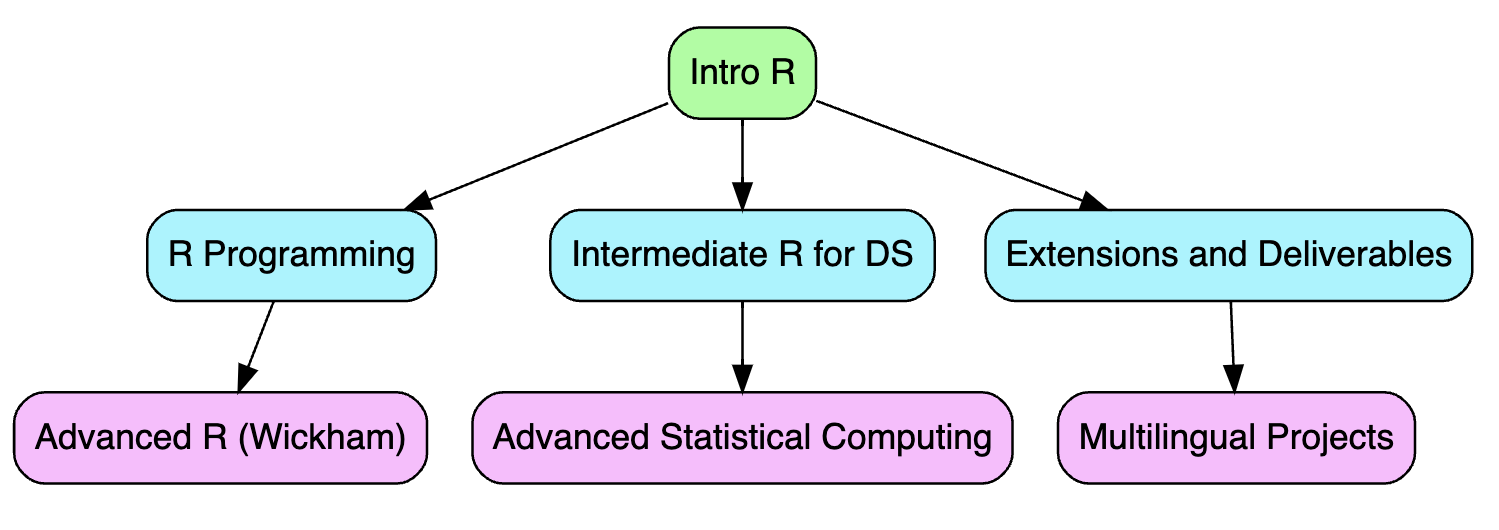 Intro R
R Programming
Intermediate R for DS
Extensions and Deliverables
Advanced R (Wickham)
Advanced Statistical Computing
Multilingual Projects